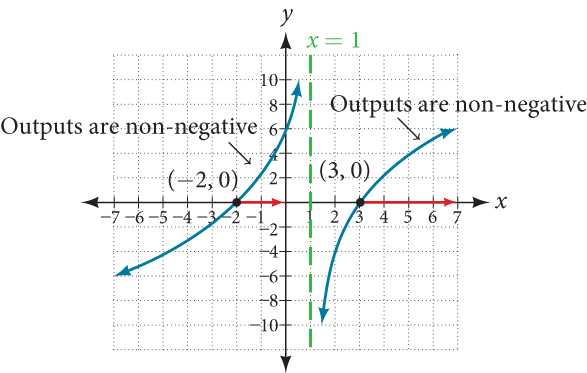 y
x = 1
10
8
Outputs are non-negative
Outputs are non-negative
6
4
(−2, 0)
2
(3, 0)
x
−7 −6 −5 −4 −3 −2 −1 1 2 3 4 5 6 7
−2
−4
−6
−8
−10